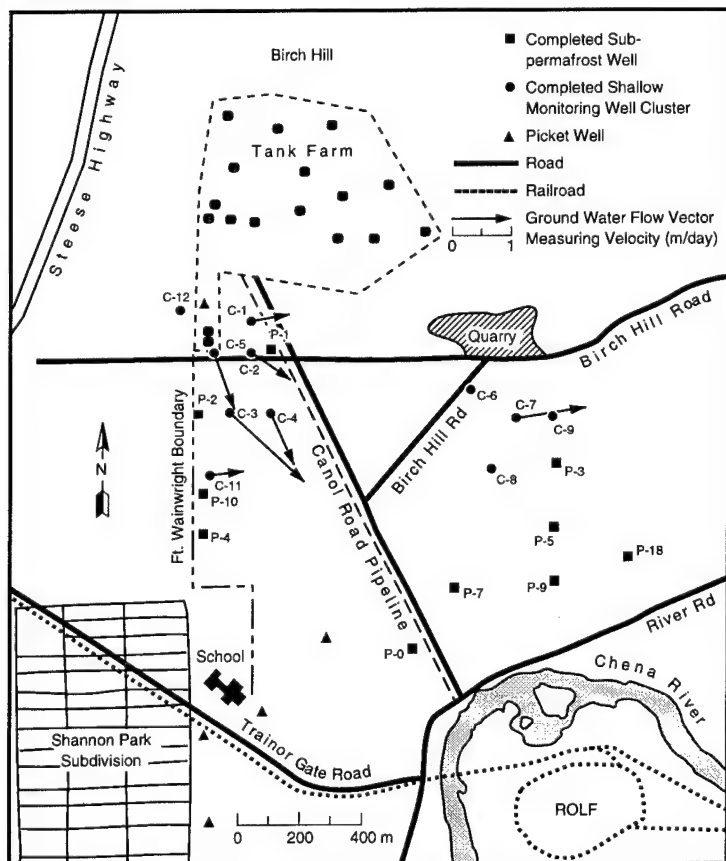 Birch Hill
Completed Sub-
permafrost Well
Completed Shallow
Monitoring Well Cluster
Picket Well
Road
Railroad
Ground Water Flow Vector
0 1 Measuring Velocity (m/day)
Steese Highway
Tank Farm
C-12
C-1
P-1
C-5
C-2
Quarry
Birch Hill Road
P-2
C-3
C-4
C-6
C-7
C-9
N
Birch Hill Rd
C-8
P-3
C-11
P-10
Ft. Wainwright Boundary
Canol Road Pipeline
P-4
P-5
P-18
P-7
P-9
River Rd
P-0
School
Chena River
Shannon Park
Subdivision
Trainor Gate Road
ROLF
0 200 400 m